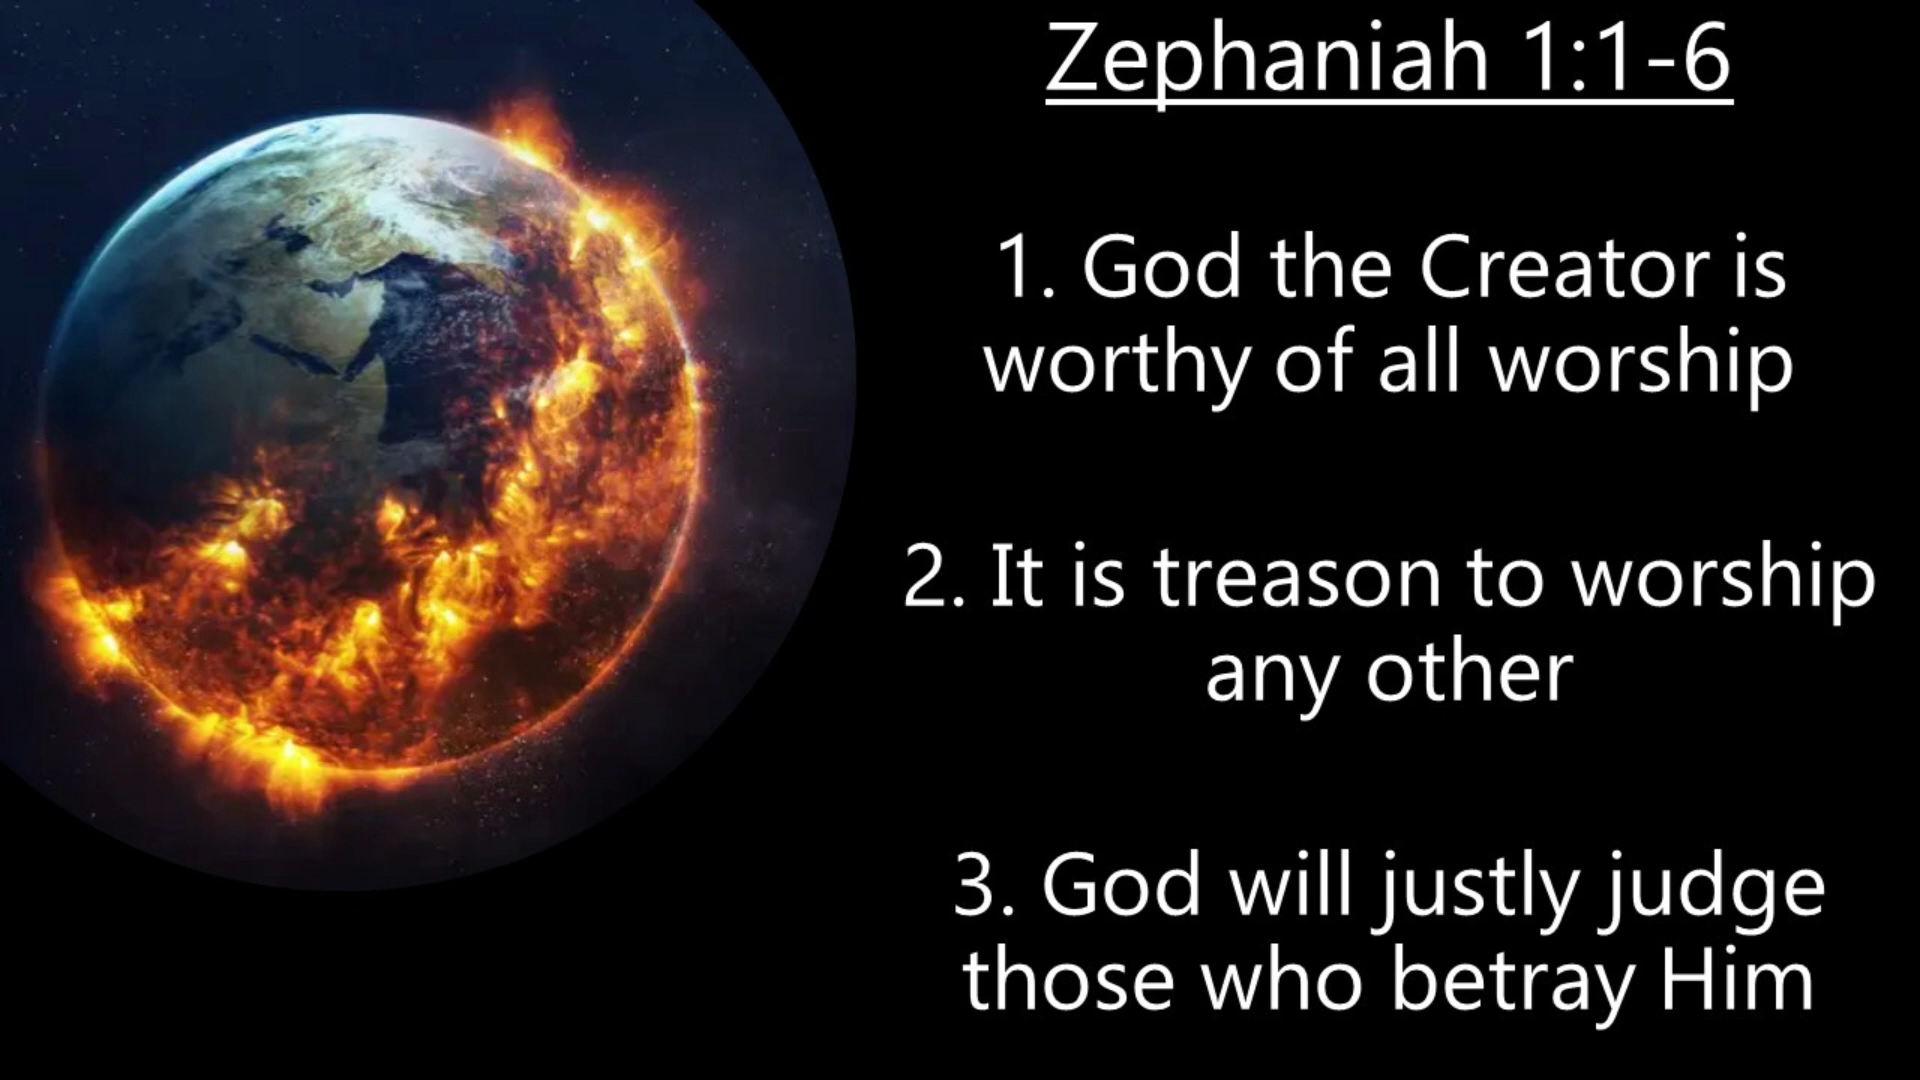 Zephaniah 1:1-6
1. God the Creator is
worthy of all worship
2. It is treason to worship
any other
3. God will justly judge
those who betray Him